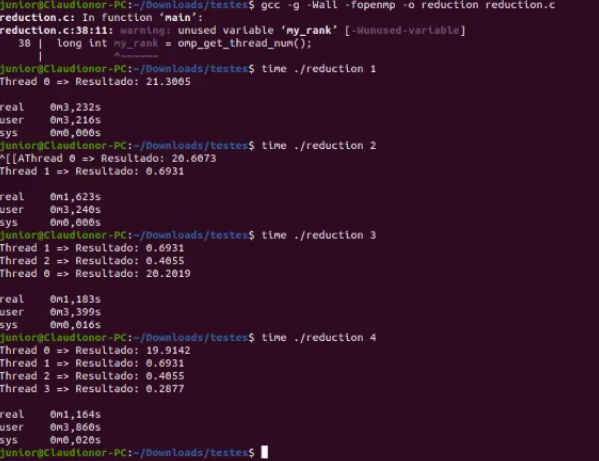 junior@Claudionor-PC:~/Downloads/testes$ gcc -g -Wall -fopenmp -o reduction reduction.c
reduction.c: In function ‘main’:
reduction.c:38:11: warning: unused variable ‘my_rank’ [-Wunused-variable]
   38 |  long int my_rank = omp_get_thread_num();
      |           ^~~~~~~
junior@Claudionor-PC:~/Downloads/testes$ time ./reduction 1
Thread 0 => Resultado: 21.3005
real    0m3,232s
user    0m3,216s
sys     0m0,000s
junior@Claudionor-PC:~/Downloads/testes$ time ./reduction 2
^[[AThread 0 => Resultado: 20.6073
Thread 1 => Resultado: 0.6931
real    0m1,623s
user    0m3,240s
sys     0m0,000s
junior@Claudionor-PC:~/Downloads/testes$ time ./reduction 3
Thread 1 => Resultado: 0.6931
Thread 2 => Resultado: 0.4055
Thread 0 => Resultado: 20.2019
real    0m1,183s
user    0m3,399s
sys     0m0,016s
junior@Claudionor-PC:~/Downloads/testes$ time ./reduction 4
Thread 0 => Resultado: 19.9142
Thread 1 => Resultado: 0.6931
Thread 2 => Resultado: 0.4055
Thread 3 => Resultado: 0.2877
real    0m1,164s
user    0m3,860s
sys     0m0,020s
junior@Claudionor-PC:~/Downloads/testes$